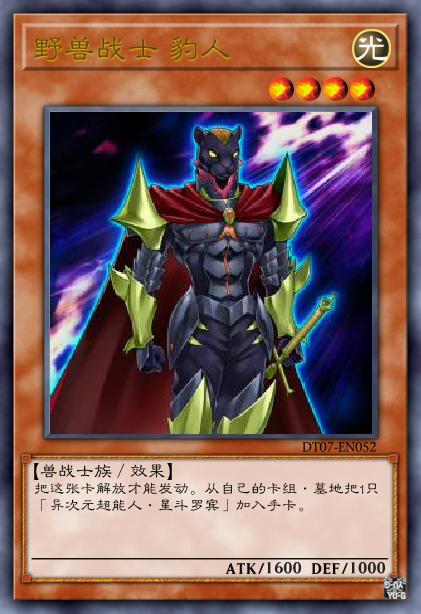 野兽战士 豹人
光
DT07-EN052
【兽战士族／效果】
把这张卡解放才能发动。从自己的卡组·墓地把1只
「异次元超能人·星斗罗宾」加入手卡。
ATK/1600 DEF/1000